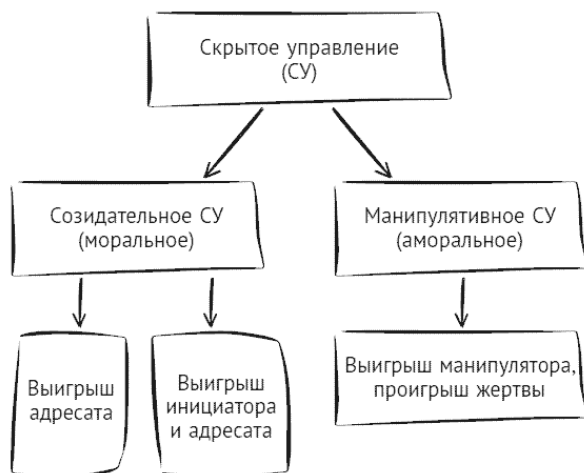 Скрытое управление
(СУ)
Созидательное СУ
(моральное)
Манипулятивное СУ
(аморальное)
Выигрыш
адресата
Выигрыш
инициатора
и адресата
Выигрыш манипулятора,
проигрыш жертвы